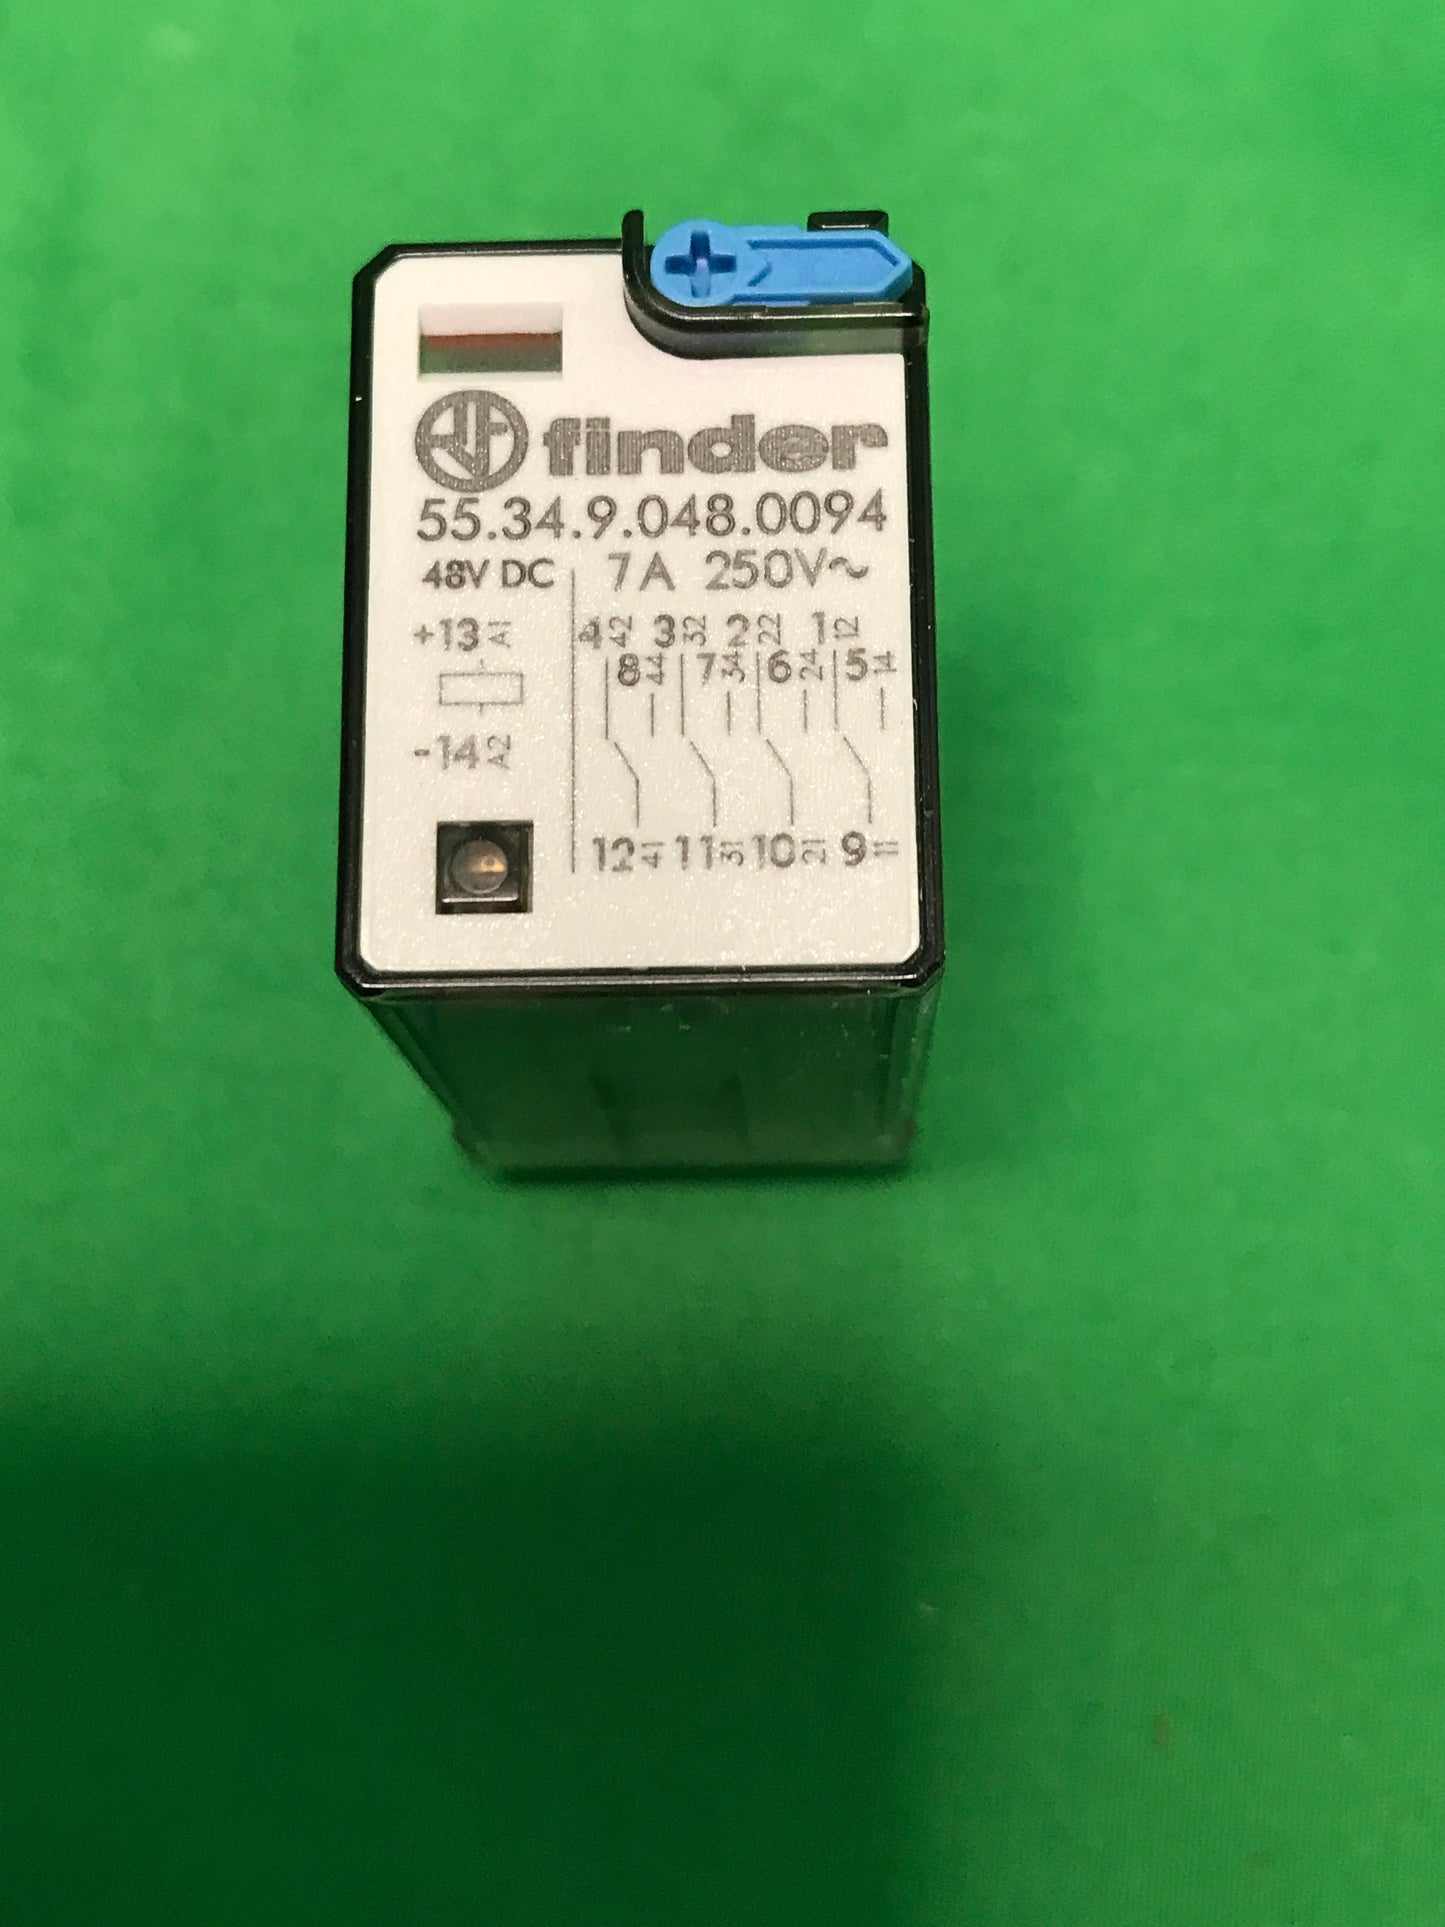 finder
55.34.9.048.0094
48V DC 7A 250V~
+13 A1 4 42 3 32 2 22 1 12
8 44 7 34 6 24 5 14
-14 A2
12 41 11 31 10 21 9 11